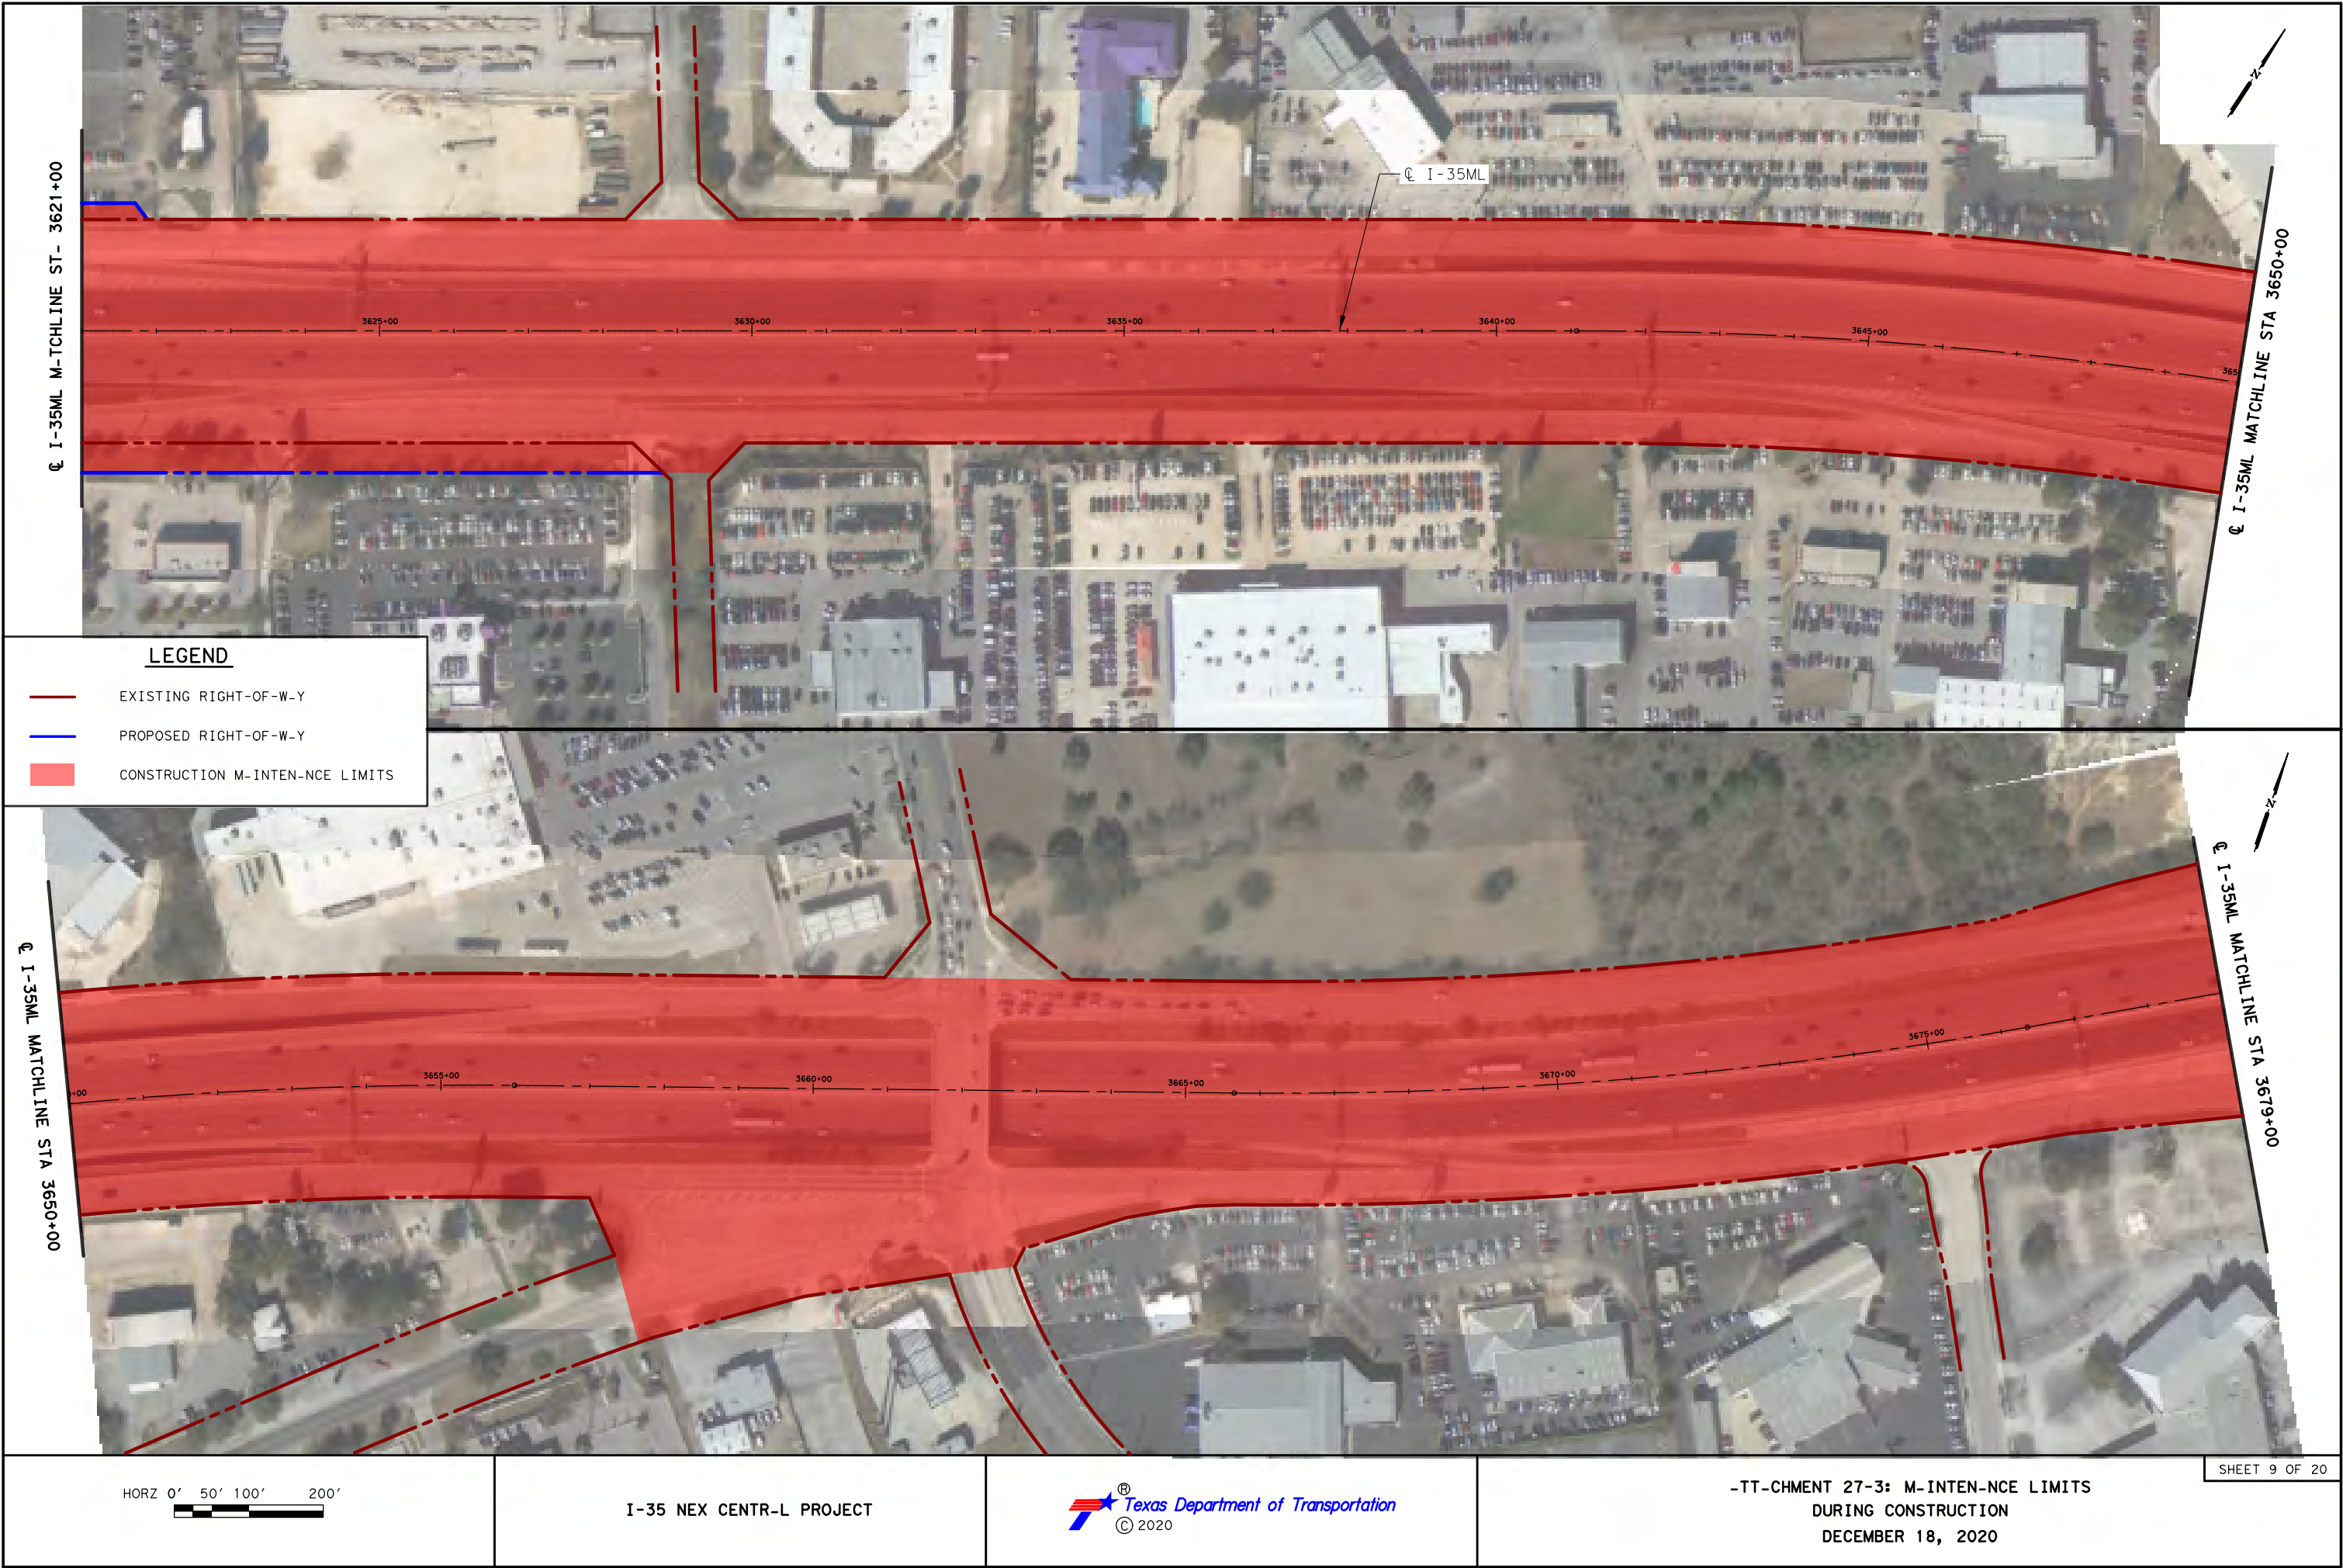 ℄ I-35ML M-TCHLINE ST- 3621+00
3625+00
3630+00
3635+00
3640+00
3645+00
365
℄ I-35ML
N
℄ I-35ML MATCHLINE STA 3650+00
LEGEND
EXISTING RIGHT-OF-W-Y
PROPOSED RIGHT-OF-W-Y
CONSTRUCTION M-INTEN-NCE LIMITS
℄ I-35ML MATCHLINE STA 3650+00
+00
3655+00
3660+00
3665+00
3670+00
3675+00
N
℄ I-35ML MATCHLINE STA 3679+00
HORZ 0' 50' 100' 200'
I-35 NEX CENTR-L PROJECT
® Texas Department of Transportation
© 2020
SHEET 9 OF 20
-TT-CHMENT 27-3: M-INTEN-NCE LIMITS
DURING CONSTRUCTION
DECEMBER 18, 2020